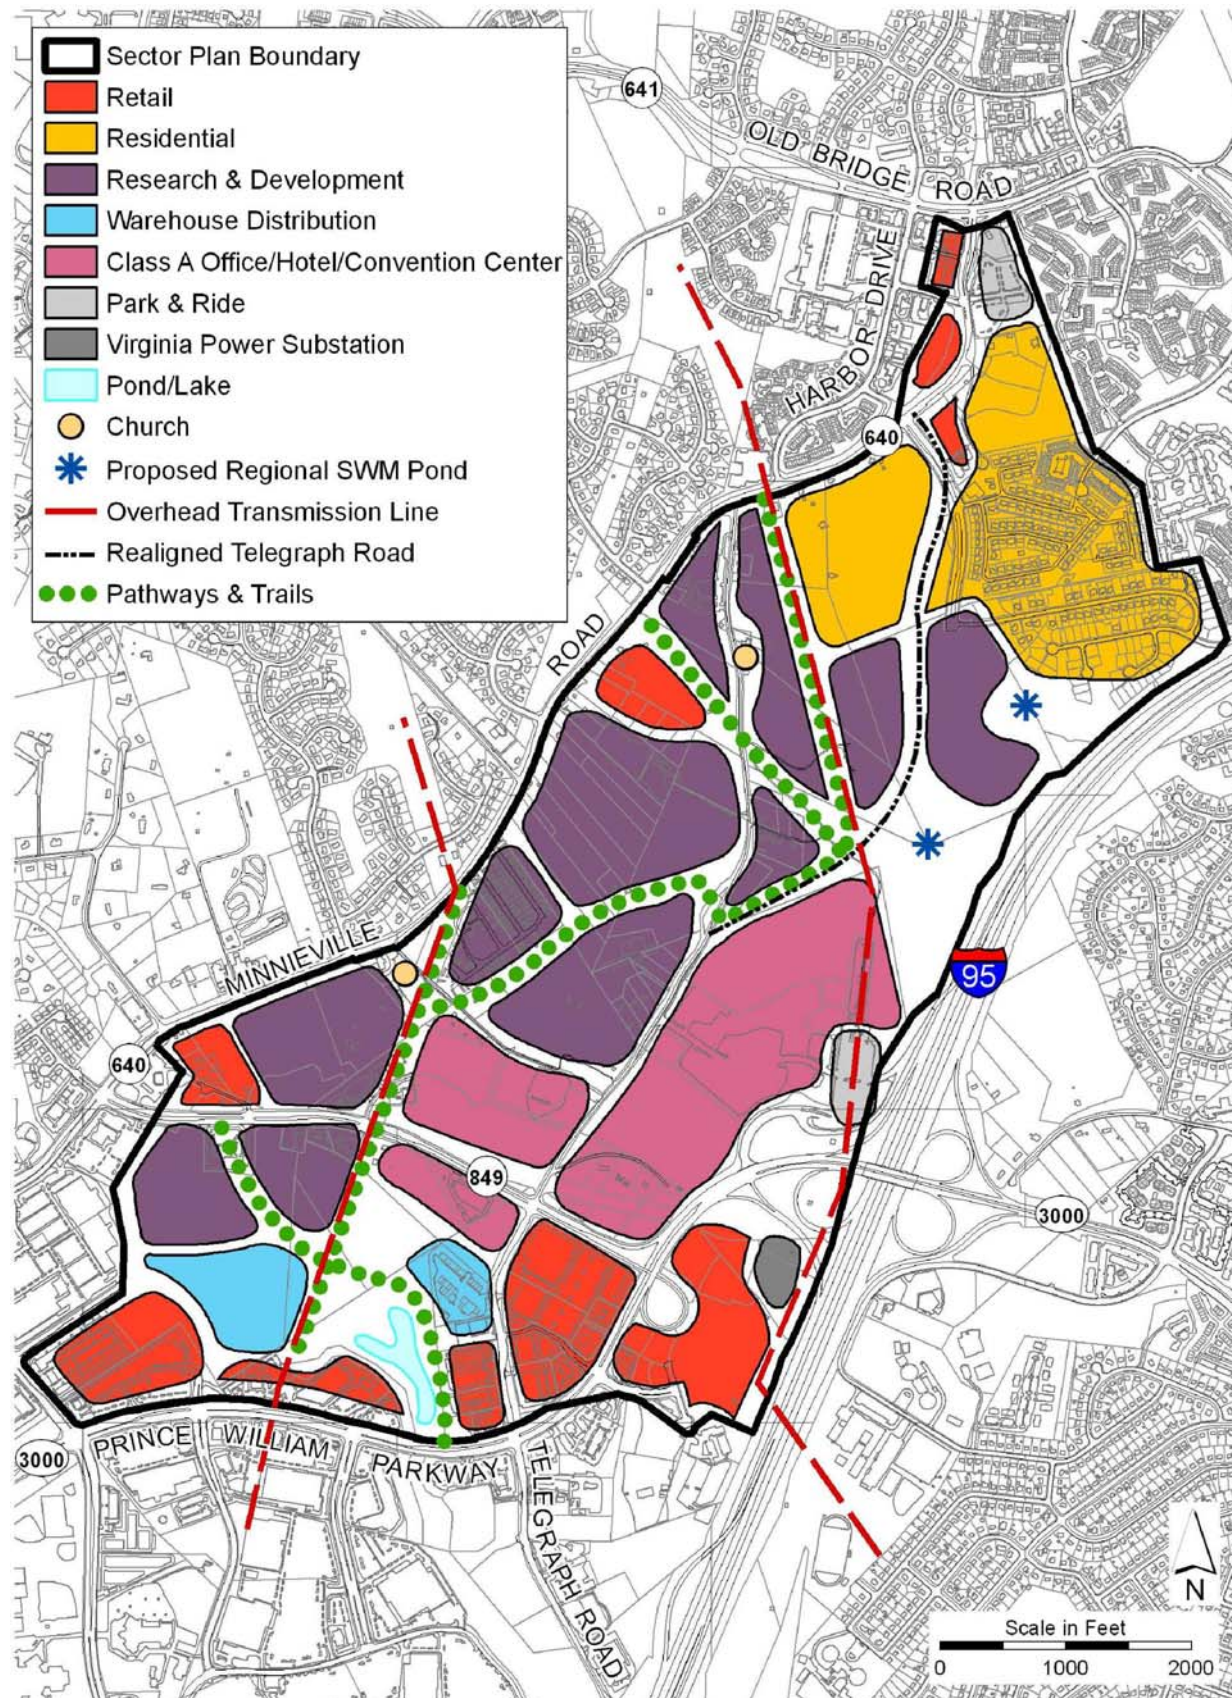 Sector Plan Boundary
Retail
Residential
Research & Development
Warehouse Distribution
Class A Office/Hotel/Convention Center
Park & Ride
Virginia Power Substation
Pond/Lake
Church
Proposed Regional SWM Pond
Overhead Transmission Line
Realigned Telegraph Road
Pathways & Trails
641
OLD BRIDGE ROAD
HARBOR DRIVE
640
MINNIEVILLE ROAD
95
640
849
3000
3000
PRINCE WILLIAM PARKWAY
TELEGRAPH ROAD
N
Scale in Feet
0 1000 2000